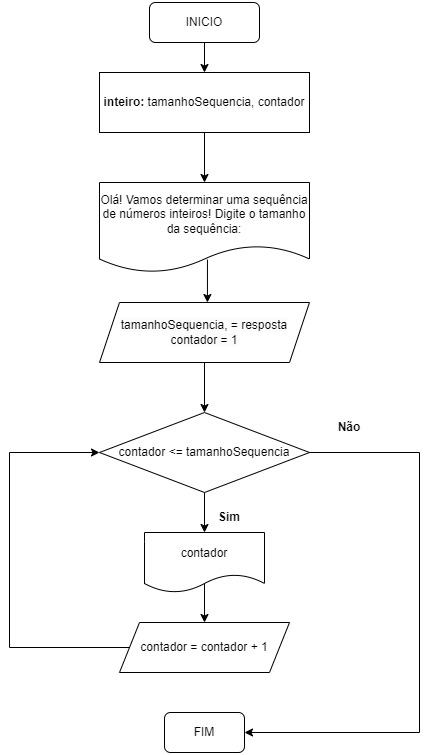 INICIO
inteiro: tamanhoSequencia, contador
Olá! Vamos determinar uma sequência
de números inteiros! Digite o tamanho
da sequência:
tamanhoSequencia, = resposta
contador = 1
Não
contador <= tamanhoSequencia
Sim
contador
contador = contador + 1
FIM